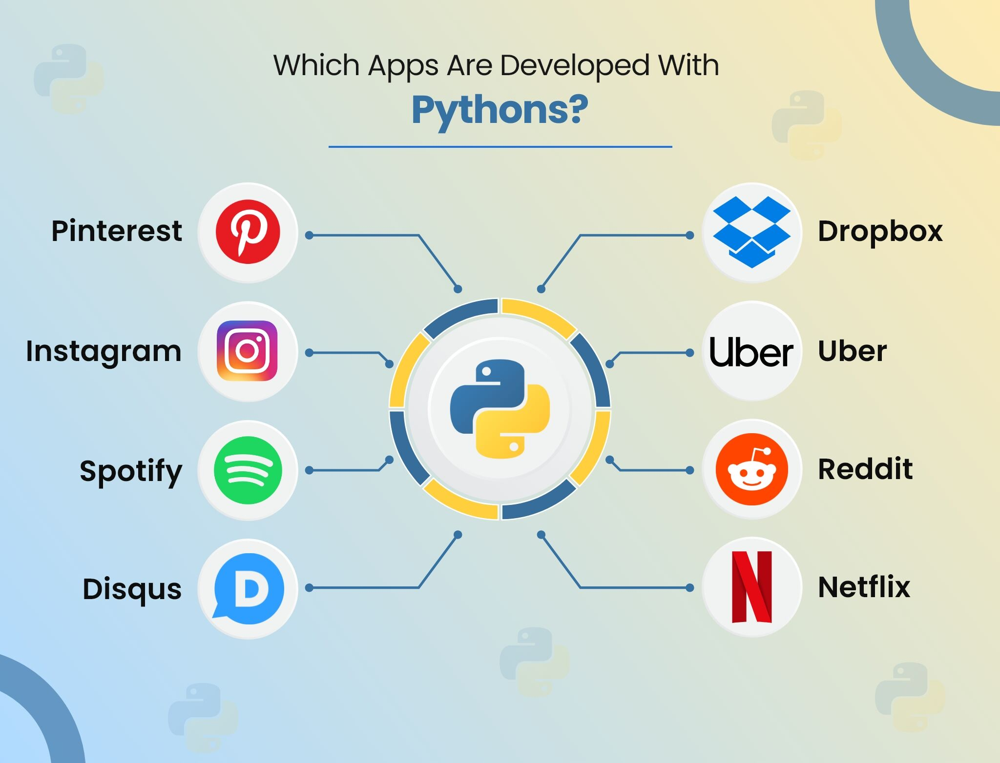 Which Apps Are Developed With
Pythons?
Pinterest
Dropbox
Instagram
Uber
Uber
Spotify
Reddit
D
Disqus
N
Netflix